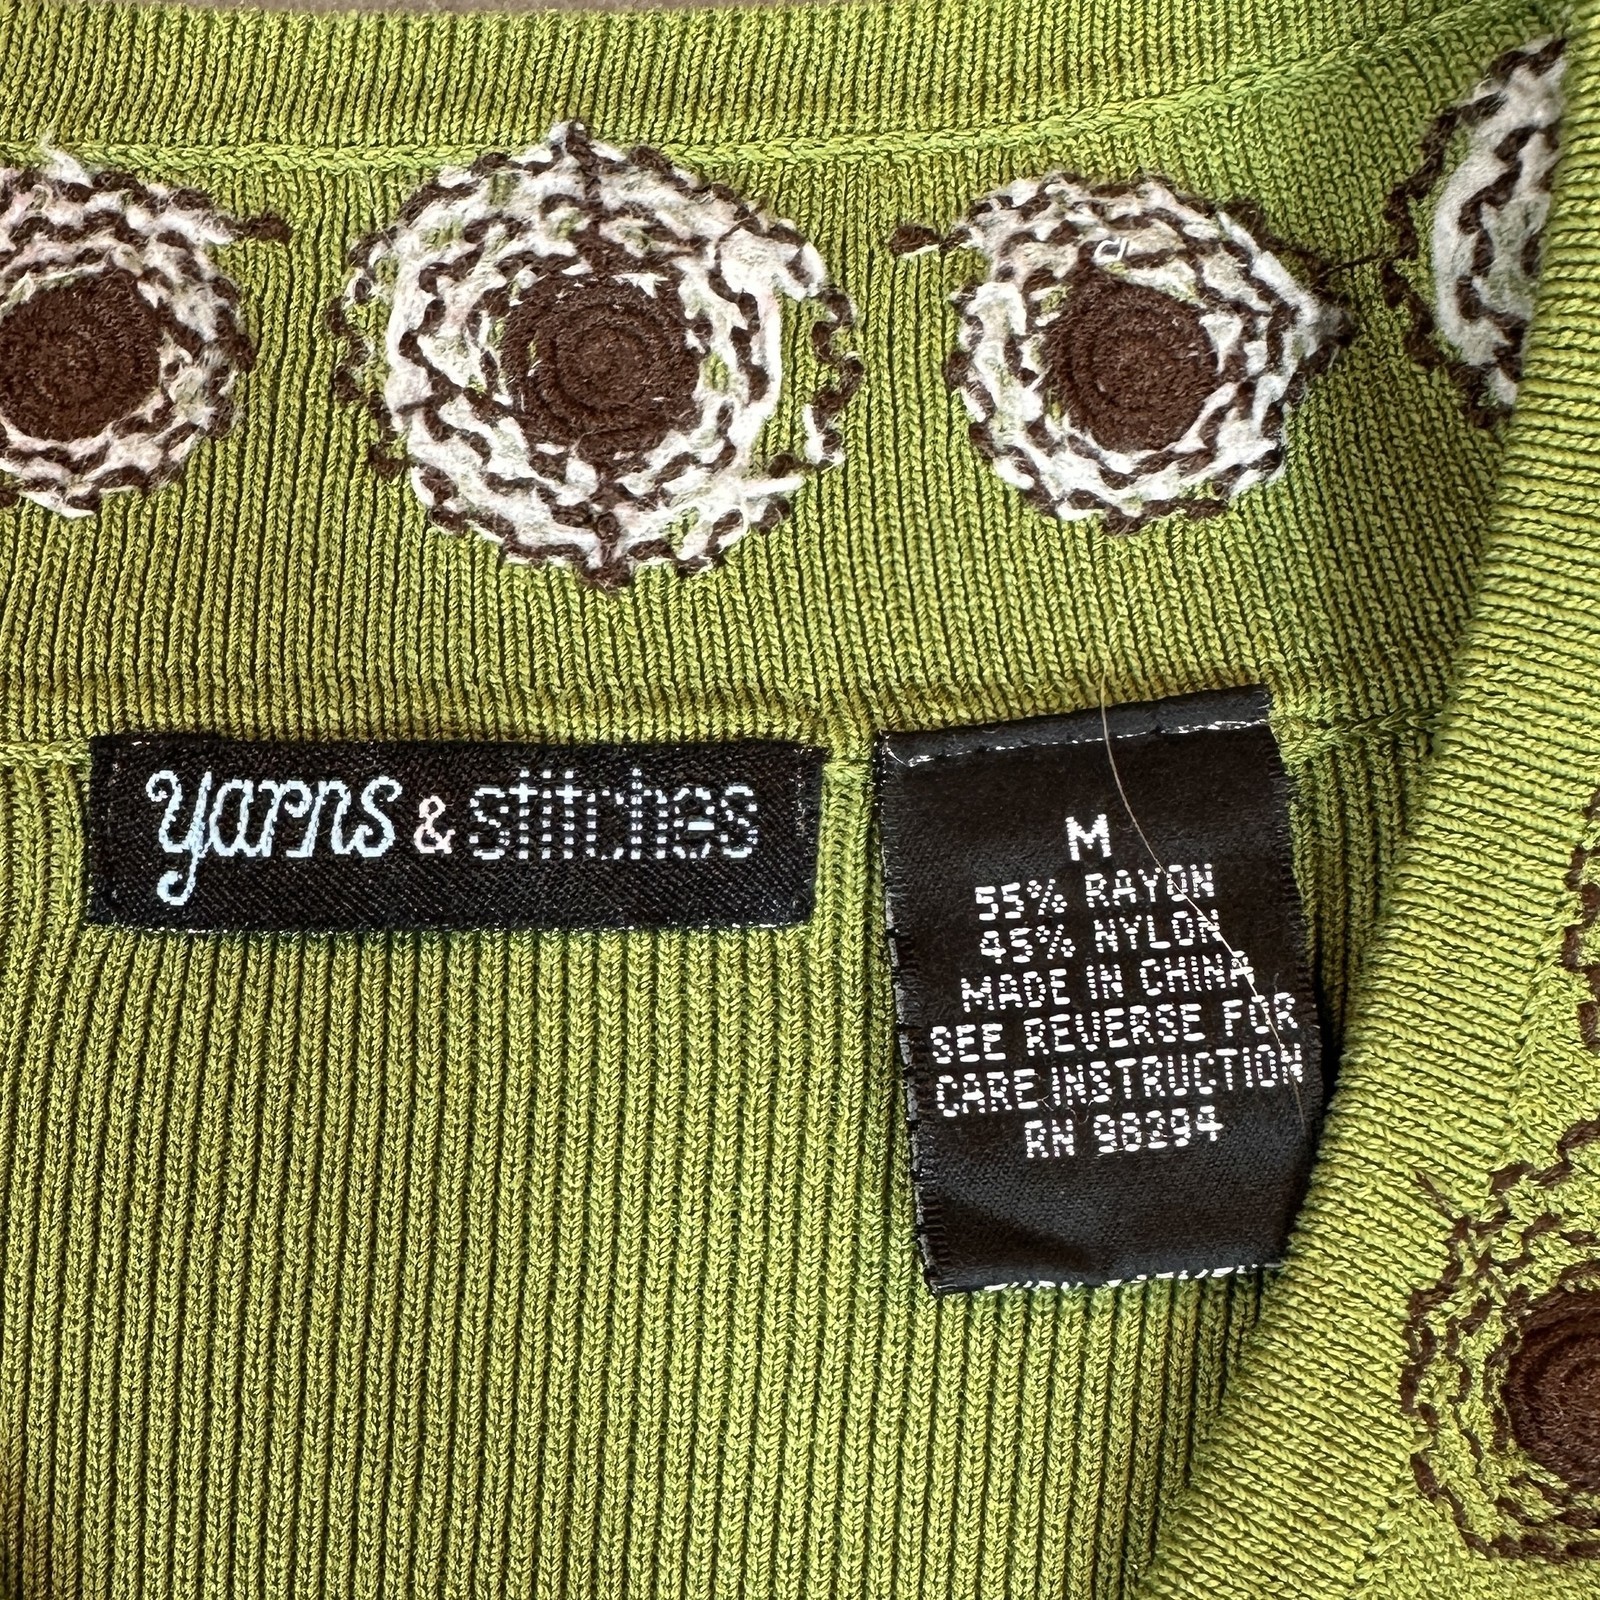 yarns & stitches
M
55% RAYON
45% NYLON
MADE IN CHINA
SEE REVERSE FOR
CARE INSTRUCTION
RN 98294